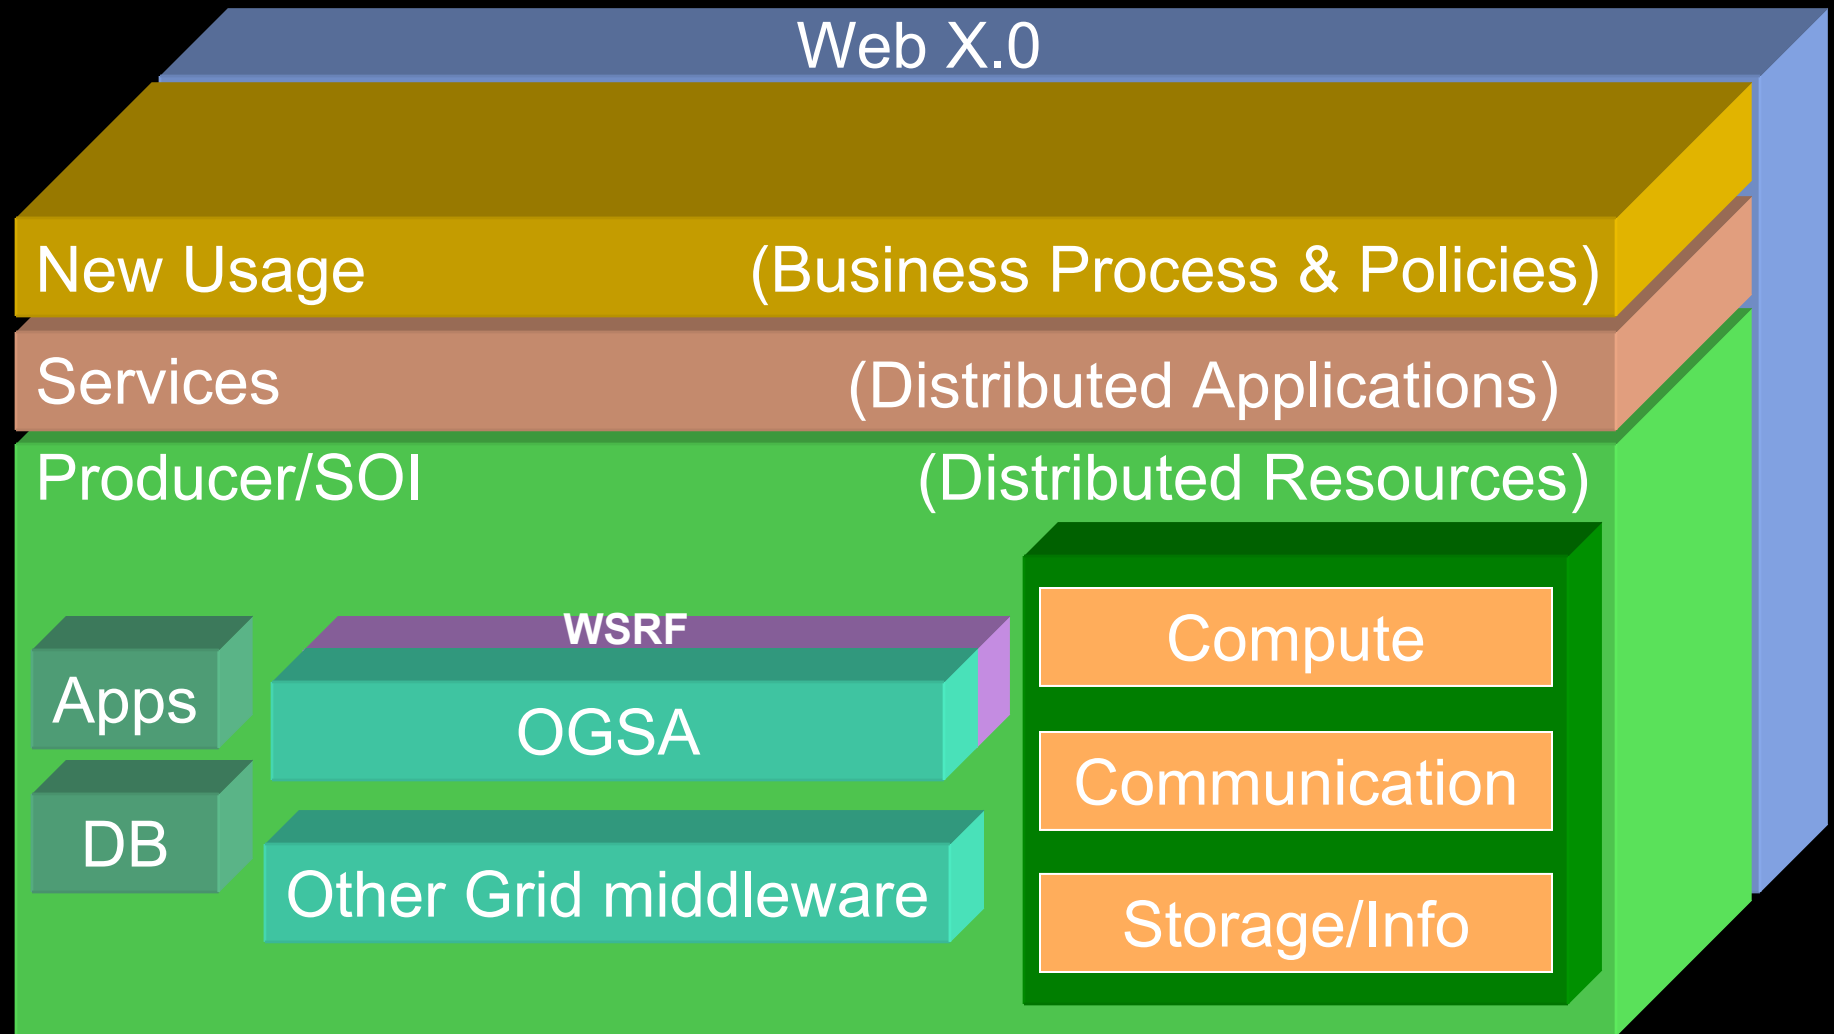 Web X.0
New Usage (Business Process & Policies)
Services (Distributed Applications)
Producer/SOI (Distributed Resources)
Apps
DB
WSRF
OGSA
Other Grid middleware
Compute
Communication
Storage/Info